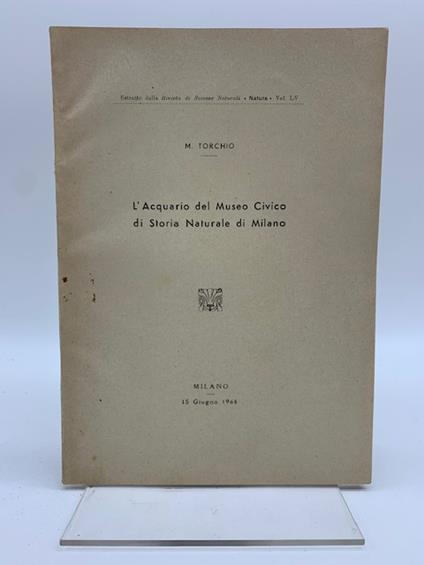 Estratto dalla Rivista di Scienze Naturali « Natura » Vol. LV
M. TORCHIO
L'Acquario del Museo Civico
di Storia Naturale di Milano
MILANO
15 Giugno 1964